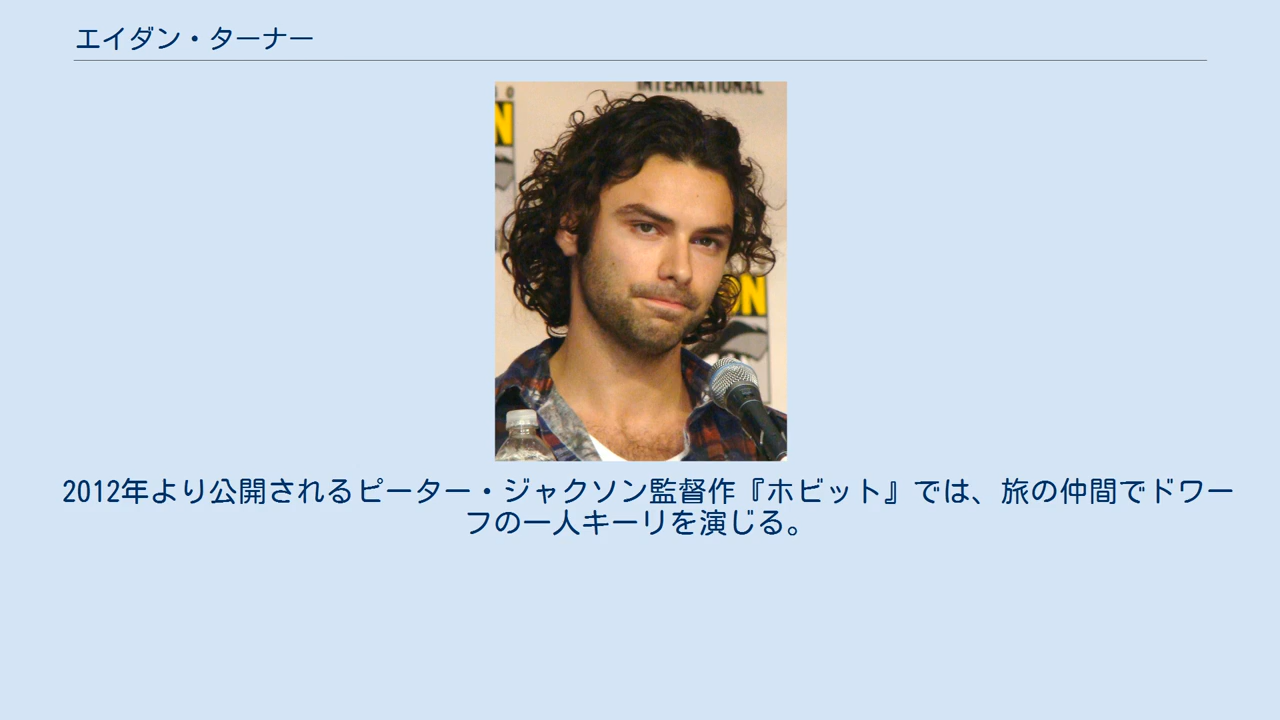 エイダン・ターナー
INTERNATIONAL
N
ON
2012年より公開されるピーター・ジャクソン監督作『ホビット』では、旅の仲間でドワー
フの一人キーリを演じる。